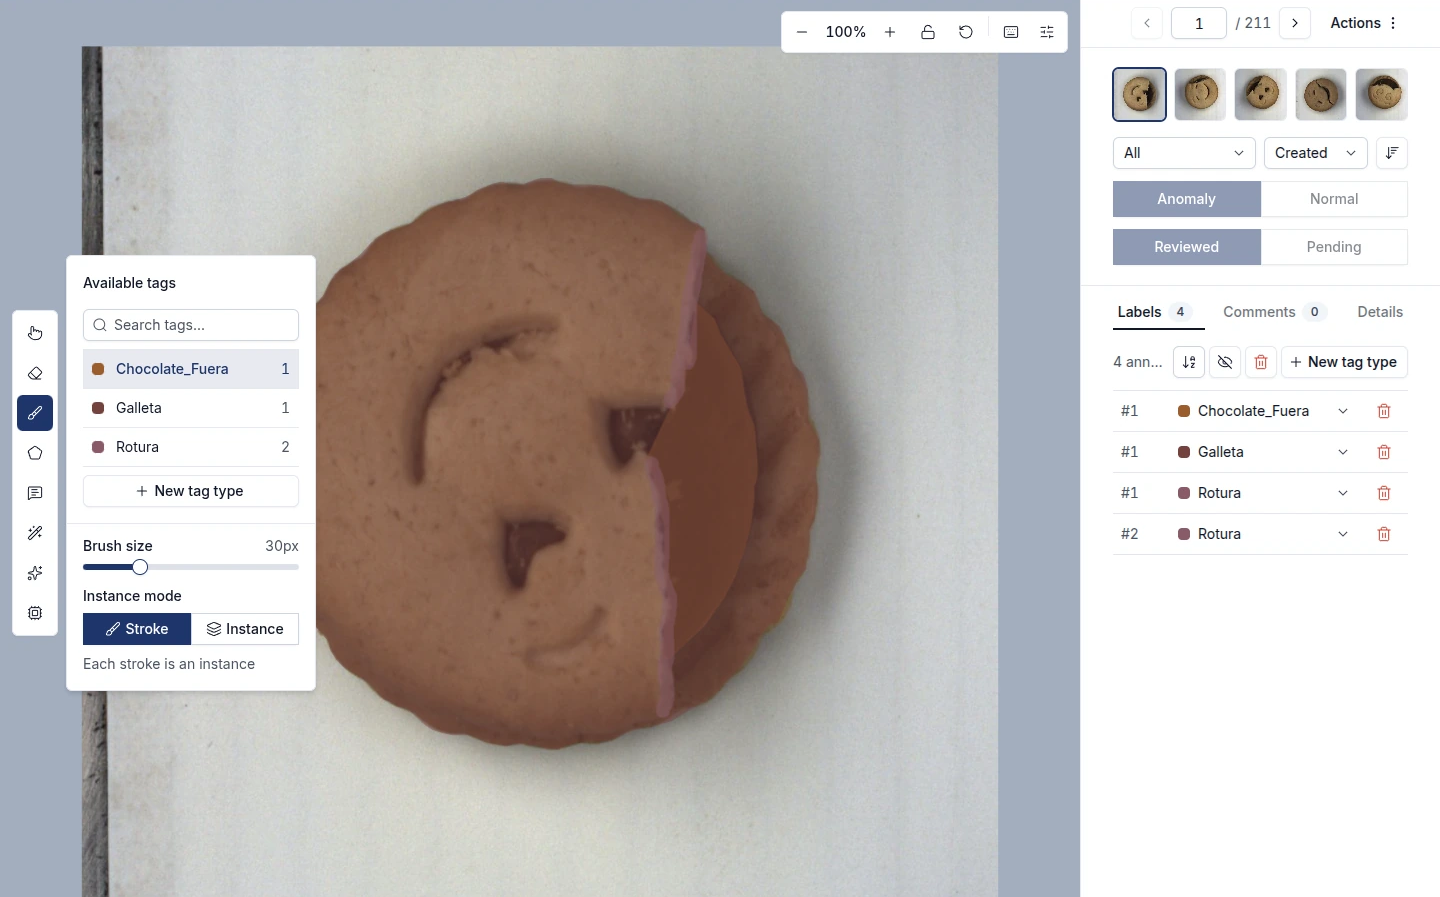 100%
1 / 211
Actions
All
Created
Anomaly
Normal
Reviewed
Pending
Labels 4
Comments 0
Details
4 ann...
New tag type
#1 Chocolate_Fuera
#1 Galleta
#1 Rotura
#2 Rotura
Available tags
Search tags...
Chocolate_Fuera 1
Galleta 1
Rotura 2
New tag type
Brush size 30px
Instance mode
Stroke
Instance
Each stroke is an instance